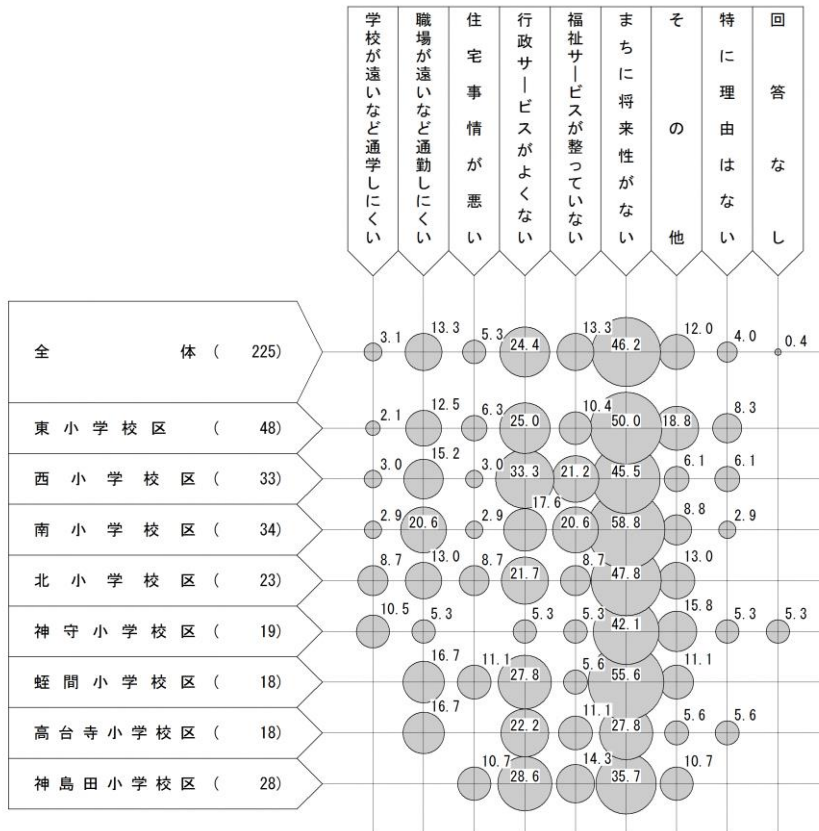 学校が遠いなど通学しにくい
職場が遠いなど通勤しにくい
住宅事情が悪い
行政サービスがよくない
福祉サービスが整っていない
まちに将来性がない
その他
特に理由はない
回答なし
全体 ( 225) 3.1 13.3 5.3 24.4 13.3 46.2 12.0 4.0 0.4
東小学校区 ( 48) 2.1 12.5 6.3 25.0 10.4 50.0 18.8 8.3
西小学校区 ( 33) 3.0 15.2 3.0 33.3 21.2 45.5 6.1 6.1
南小学校区 ( 34) 2.9 20.6 2.9 17.6 20.6 58.8 8.8 2.9
北小学校区 ( 23) 8.7 13.0 8.7 21.7 8.7 47.8 13.0
神守小学校区 ( 19) 10.5 5.3 5.3 5.3 42.1 15.8 5.3 5.3
蛭間小学校区 ( 18) 16.7 11.1 27.8 5.6 55.6 11.1
高台寺小学校区 ( 18) 16.7 22.2 11.1 27.8 5.6 5.6
神島田小学校区 ( 28) 10.7 28.6 14.3 35.7 10.7